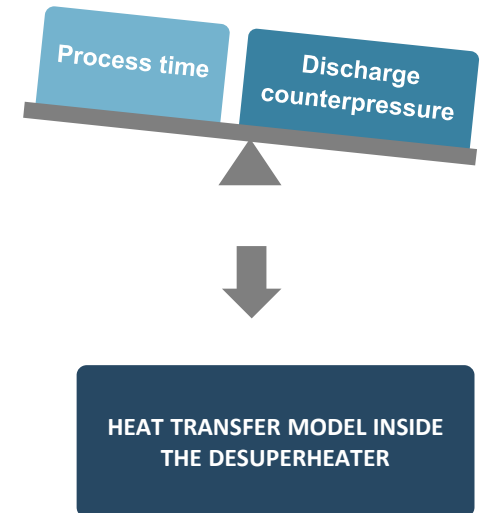 Process time
Discharge
counterpressure
HEAT TRANSFER MODEL INSIDE
THE DESUPERHEATER